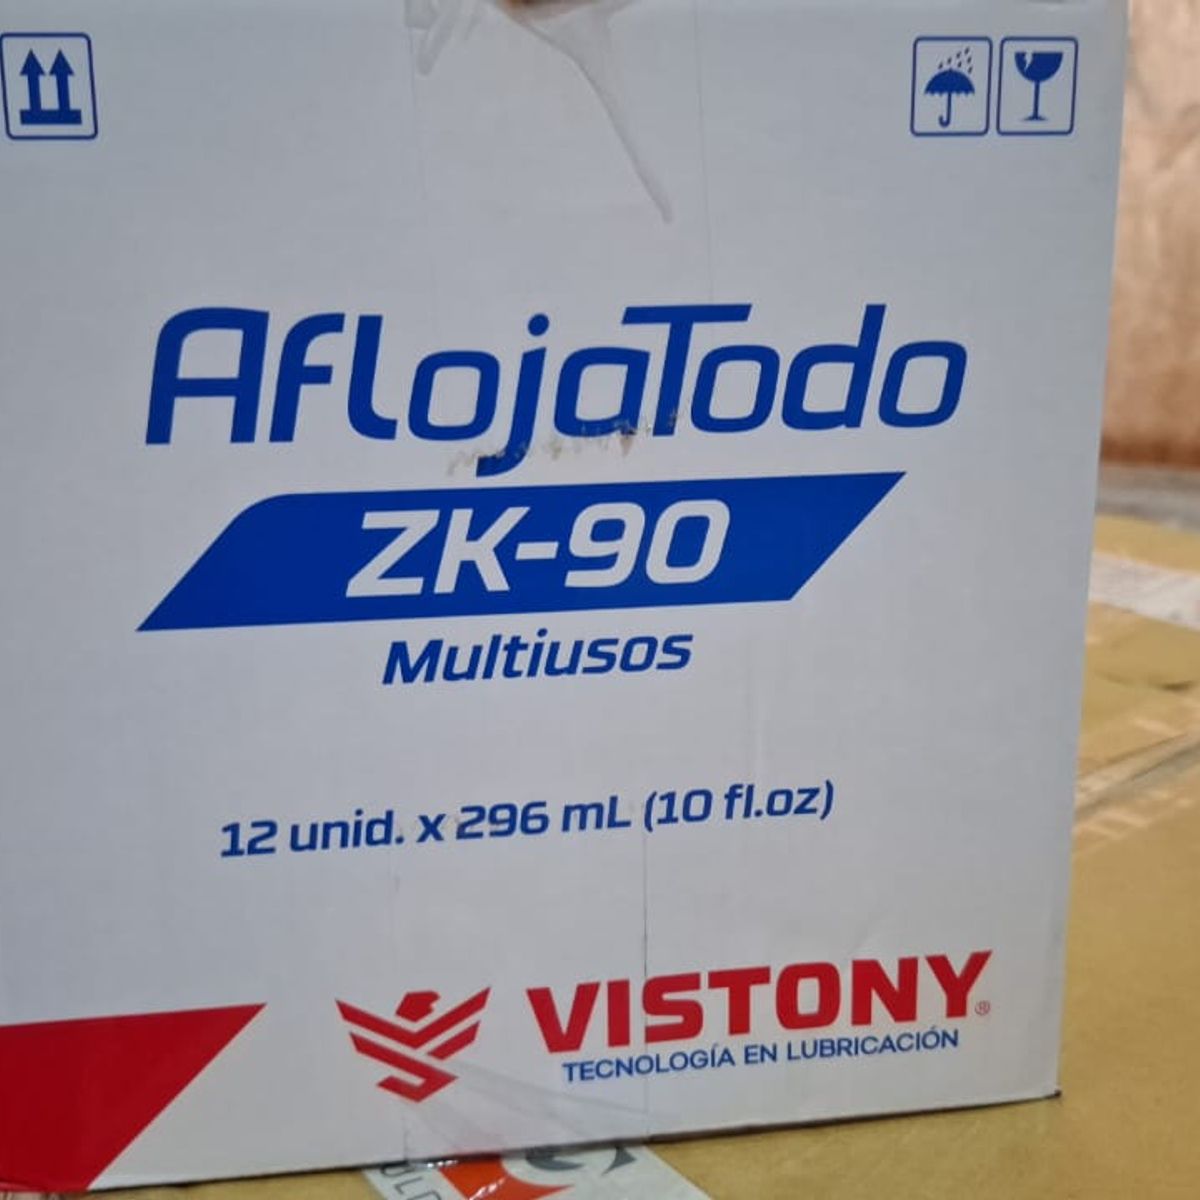 AflojaTodo
ZK-90
Multiusos
12 unid. x 296 mL (10 fl.oz)
VISTONY®
TECNOLOGÍA EN LUBRICACIÓN